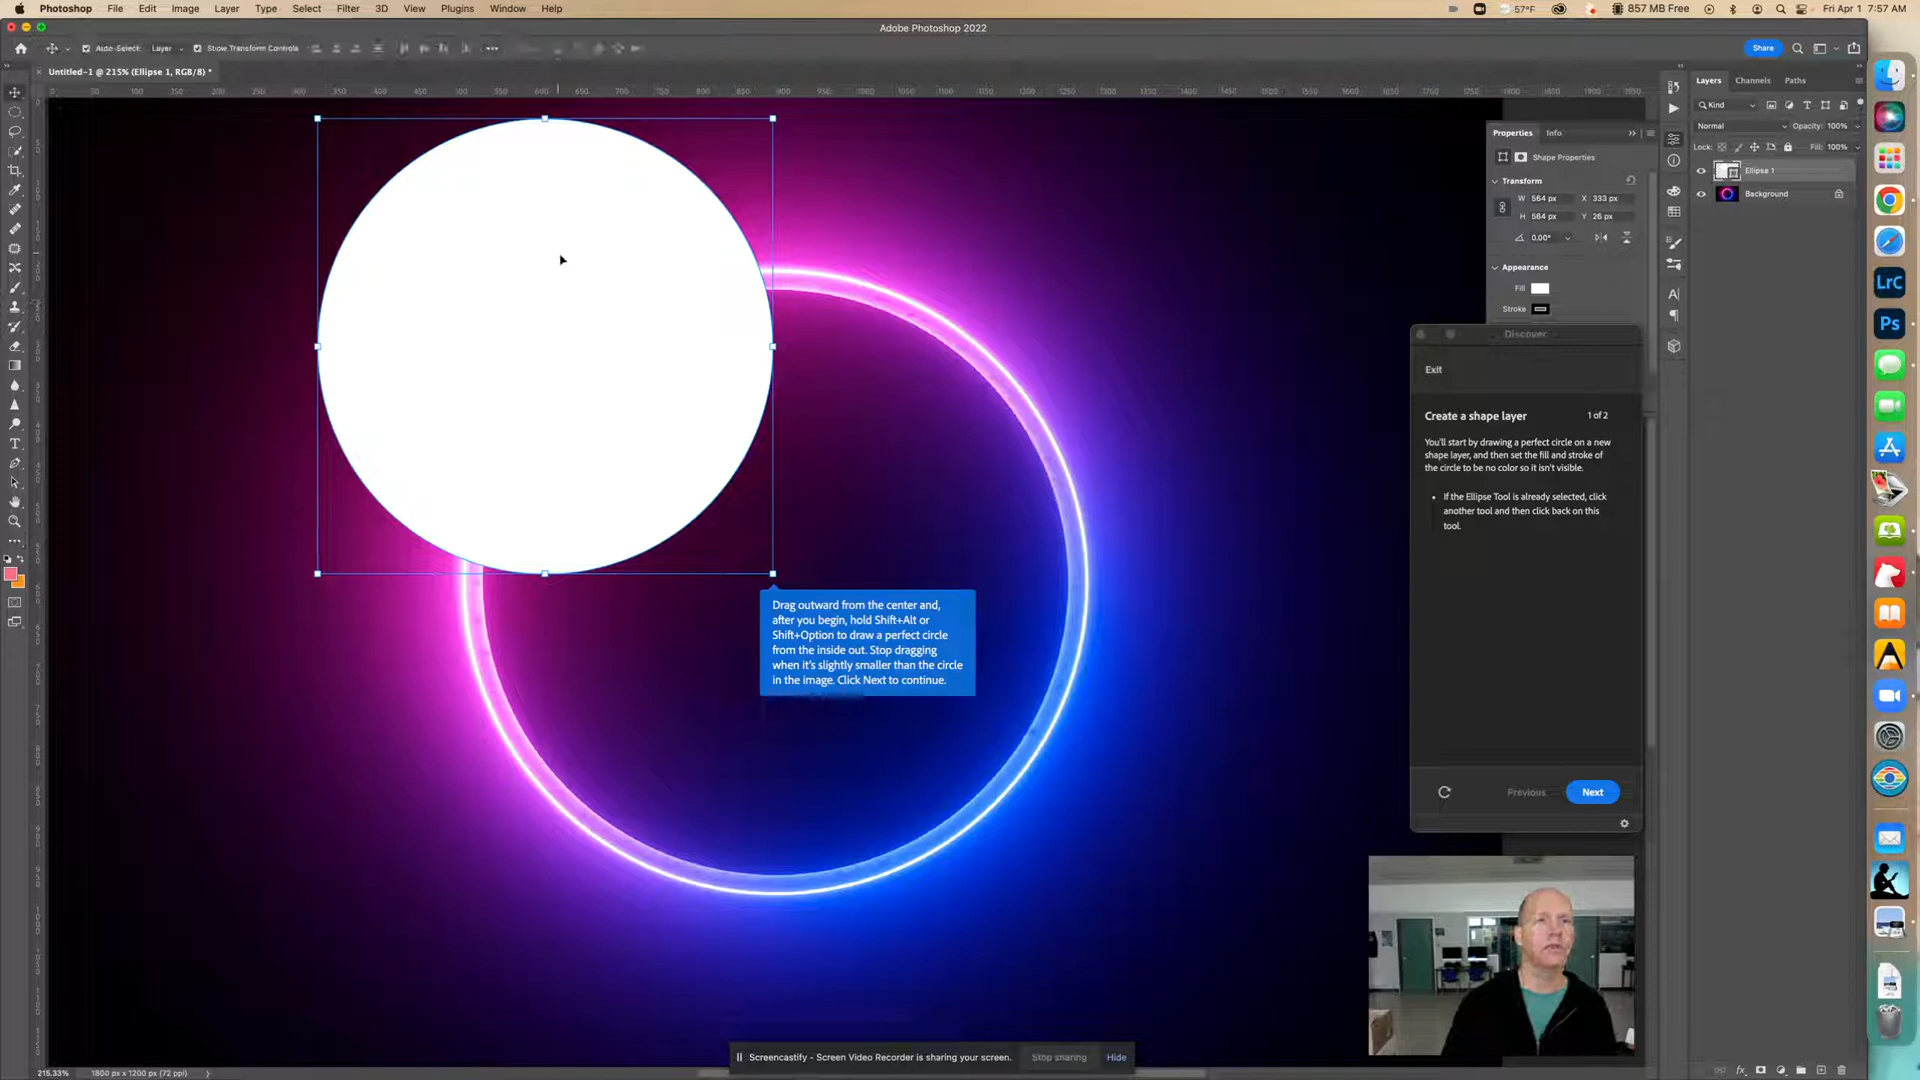 Photoshop File Edit Image Layer Type Select Filter 3D View Plugins Window Help
57°F 857 MB Free Fri Apr 1 7:57 AM
Adobe Photoshop 2022
Auto-Select: Layer Show Transform Controls
Share
Untitled-1 @ 215% (Ellipse 1, RGB/8) *
Layers Channels Paths
Kind
Normal Opacity: 100%
Lock: Fill: 100%
Ellipse 1
Background
Properties Info
Shape Properties
Transform
W 564 px X 333 px
H 564 px Y 26 px
0.00°
Appearance
Fill
Stroke
Discover
Exit
Create a shape layer 1 of 2
You'll start by drawing a perfect circle on a new
shape layer, and then set the fill and stroke of
the circle to be no color so it isn't visible.
• If the Ellipse Tool is already selected, click
another tool and then click back on this
tool.
Previous Next
Drag outward from the center and,
after you begin, hold Shift+Alt or
Shift+Option to draw a perfect circle
from the inside out. Stop dragging
when it's slightly smaller than the circle
in the image. Click Next to continue.
LrC
Ps
Screencastify - Screen Video Recorder is sharing your screen. Stop sharing Hide
215.33% 1800 px x 1200 px (72 ppi)